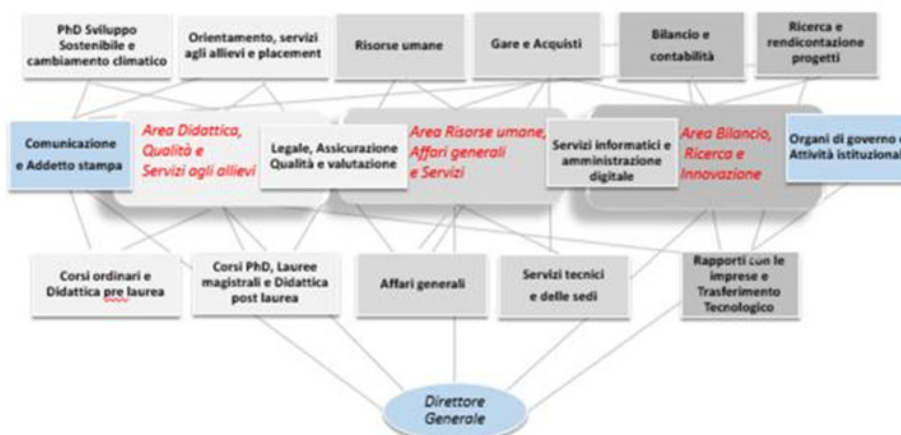 PhD Sviluppo
Sostenibile e
cambiamento climatico
Orientamento, servizi
agli allievi e placement
Risorse umane
Gare e Acquisti
Bilancio e
contabilità
Ricerca e
rendicontazione
progetti
Comunicazione
e Addetto stampa
Area Didattica,
Qualità e
Servizi agli allievi
Legale, Assicurazione
Qualità e valutazione
Area Risorse umane,
Affari generali
e Servizi
Servizi informatici e
amministrazione
digitale
Area Bilancio,
Ricerca e
Innovazione
Organi di governo e
Attività istituzional
Corsi ordinari e
Didattica pre laurea
Corsi PhD, Lauree
magistrali e Didattica
post laurea
Affari generali
Servizi tecnici
e delle sedi
Rapporti con le
imprese e
Trasferimento
Tecnologico
Direttore
Generale